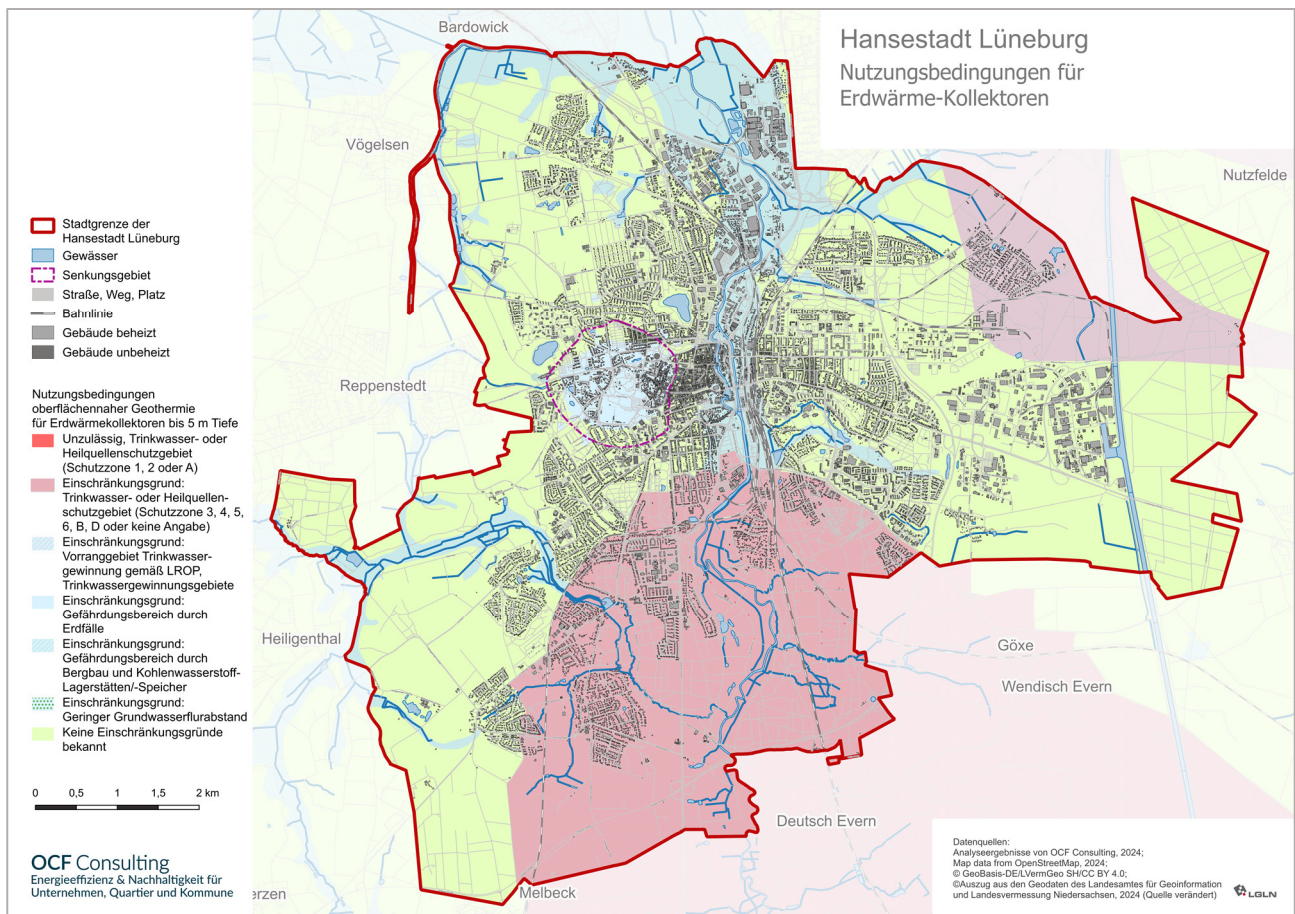 Hansestadt Lüneburg
Nutzungsbedingungen für
Erdwärme-Kollektoren
Bardowick
Vögelsen
Nutzfelde
Reppenstedt
Heiligenthal
Göxe
Wendisch Evern
Deutsch Evern
Melbeck
erzen
Stadtgrenze der
Hansestadt Lüneburg
Gewässer
Senkungsgebiet
Straße, Weg, Platz
Bahnlinie
Gebäude beheizt
Gebäude unbeheizt
Nutzungsbedingungen
oberflächennaher Geothermie
für Erdwärmekollektoren bis 5 m Tiefe
Unzulässig, Trinkwasser- oder
Heilquellenschutzgebiet
(Schutzzone 1, 2 oder A)
Einschränkungsgrund:
Trinkwasser- oder Heilquellen-
schutzgebiet (Schutzzone 3, 4, 5,
6, B, D oder keine Angabe)
Einschränkungsgrund:
Vorranggebiet Trinkwasser-
gewinnung gemäß LROP,
Trinkwassergewinnungsgebiete
Einschränkungsgrund:
Gefährdungsbereich durch
Erdfälle
Einschränkungsgrund:
Gefährdungsbereich durch
Bergbau und Kohlenwasserstoff-
Lagerstätten/-Speicher
Einschränkungsgrund:
Geringer Grundwasserflurabstand
Keine Einschränkungsgründe
bekannt
0 0,5 1 1,5 2 km
OCF Consulting
Energieeffizienz & Nachhaltigkeit für
Unternehmen, Quartier und Kommune
Datenquellen:
Analyseergebnisse von OCF Consulting, 2024;
Map data from OpenStreetMap, 2024;
© GeoBasis-DE/LVermGeo SH/CC BY 4.0;
©Auszug aus den Geodaten des Landesamtes für Geoinformation
und Landesvermessung Niedersachsen, 2024 (Quelle verändert)
LGLN